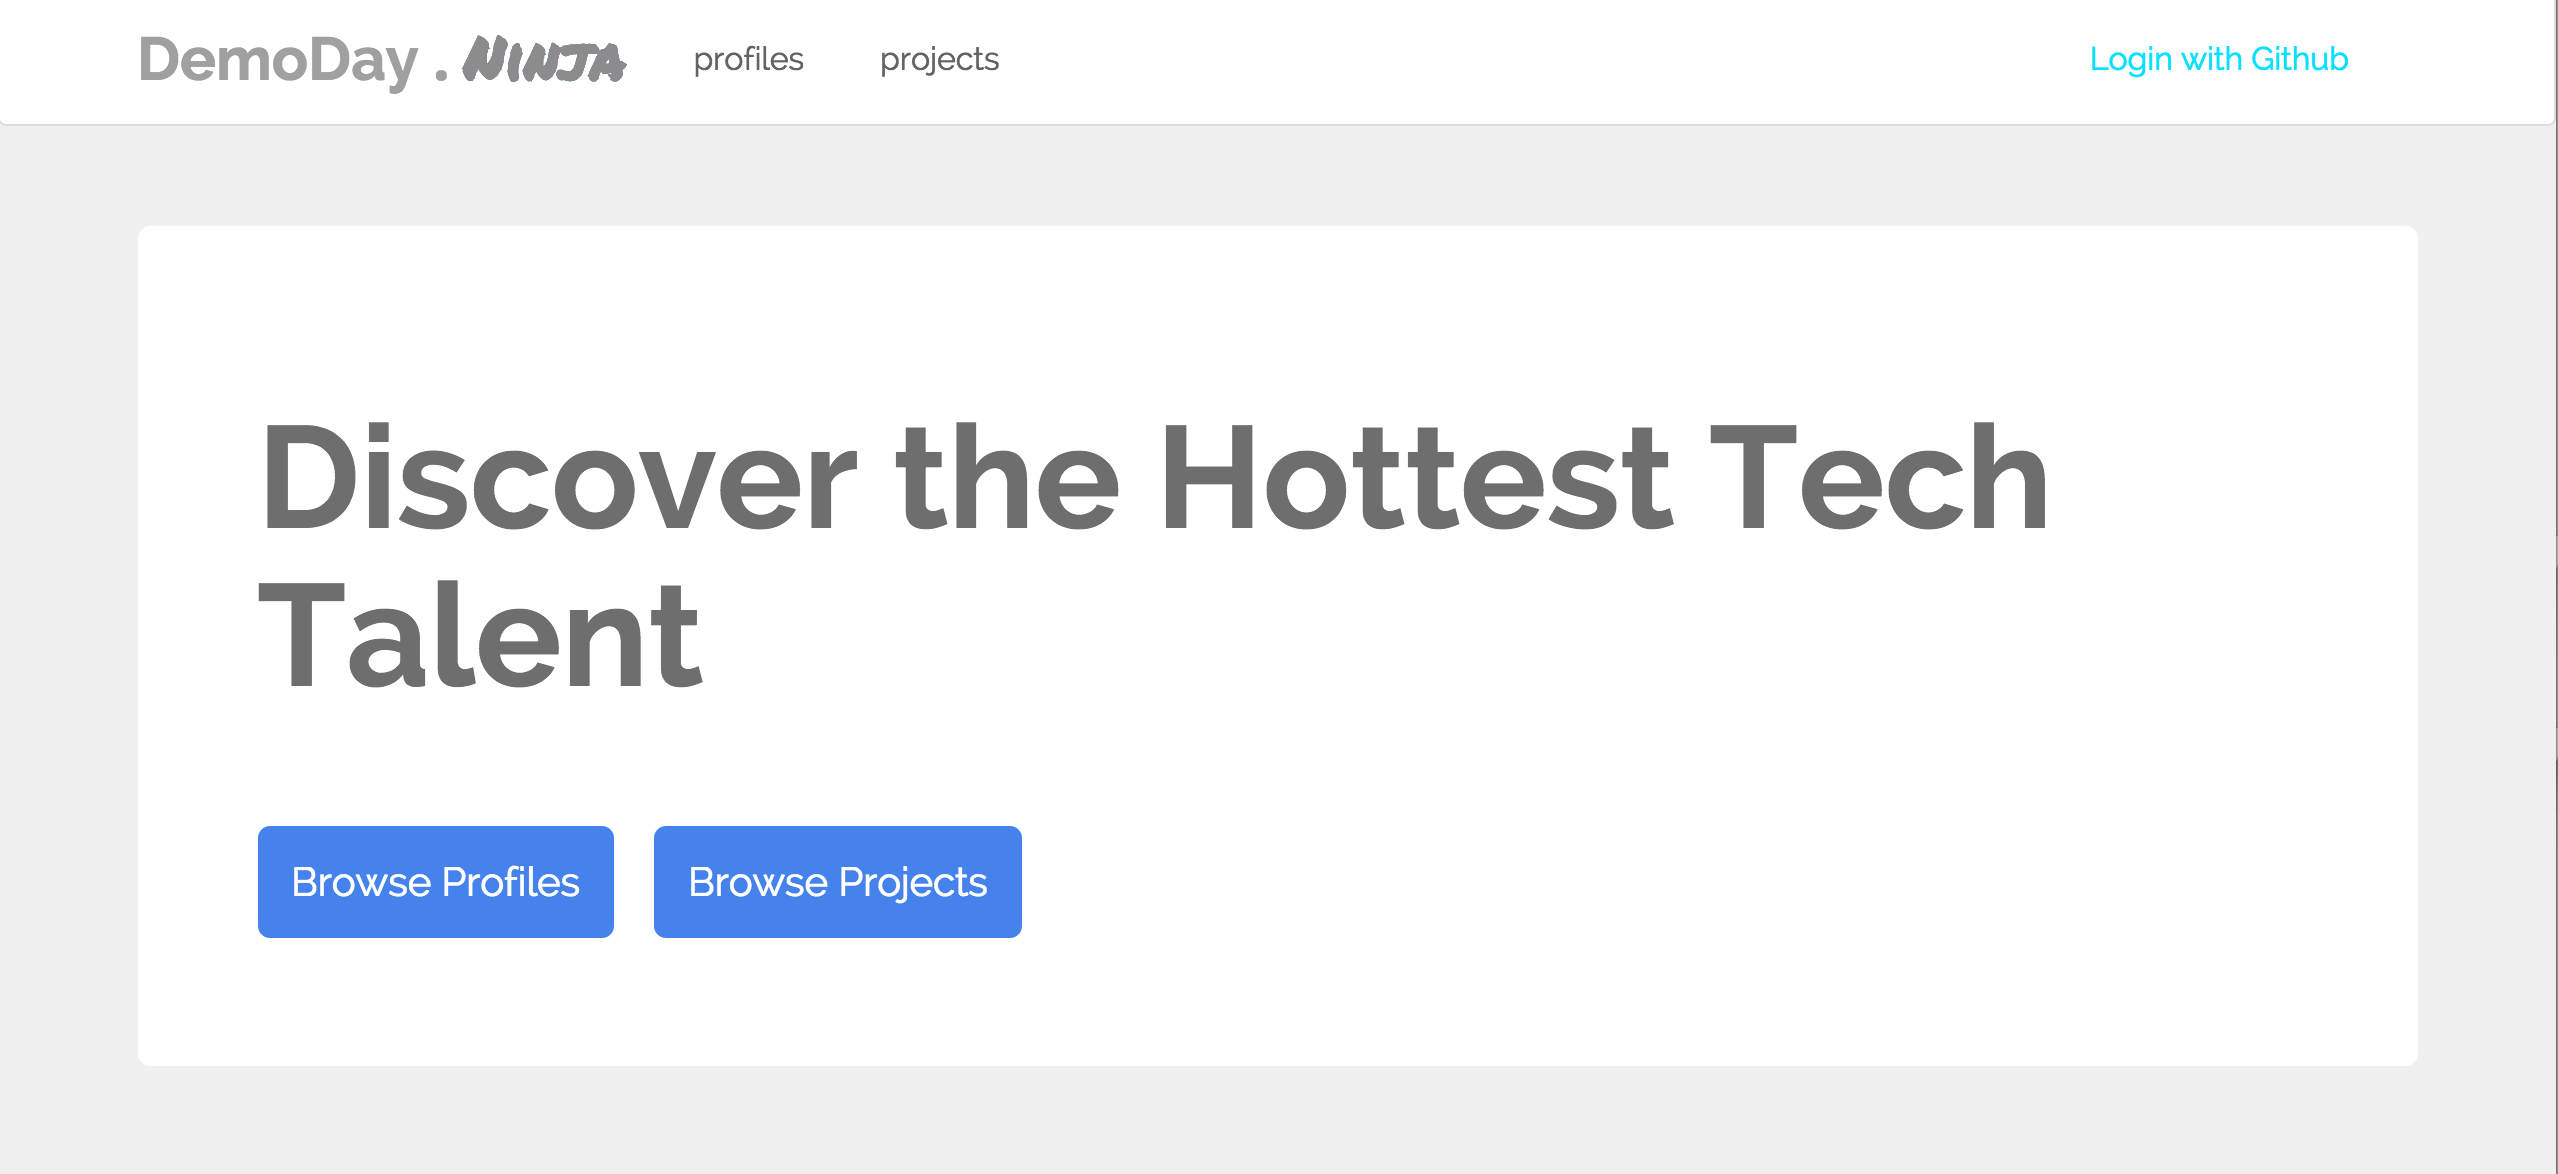 DemoDay . NINJA profiles projects Login with Github
Discover the Hottest Tech
Talent
Browse Profiles Browse Projects